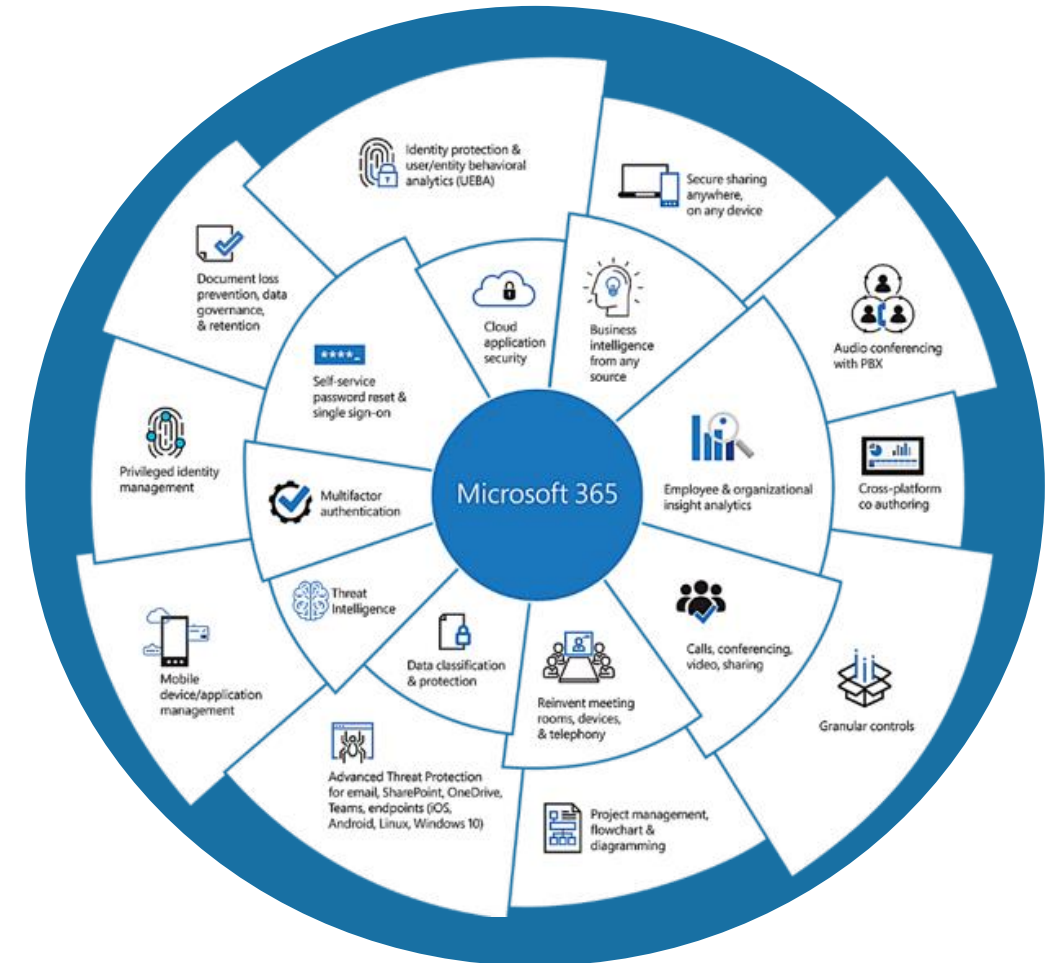 Identity protection &
user/entity behavioral
analytics (UEBA)
Secure sharing
anywhere,
on any device
Document loss
prevention, data
governance,
& retention
Cloud
application
security
Business
intelligence
from any
source
Audio conferencing
with PBX
****_
Self-service
password reset &
single sign-on
Privileged identity
management
Multifactor
authentication
Microsoft 365
Employee & organizational
insight analytics
Cross-platform
co authoring
Threat
Intelligence
Mobile
device/application
management
Data classification
& protection
Reinvent meeting
rooms, devices,
& telephony
Calls, conferencing,
video, sharing
Granular controls
Advanced Threat Protection
for email, SharePoint, OneDrive,
Teams, endpoints (iOS,
Android, Linux, Windows 10)
Project management,
flowchart &
diagramming